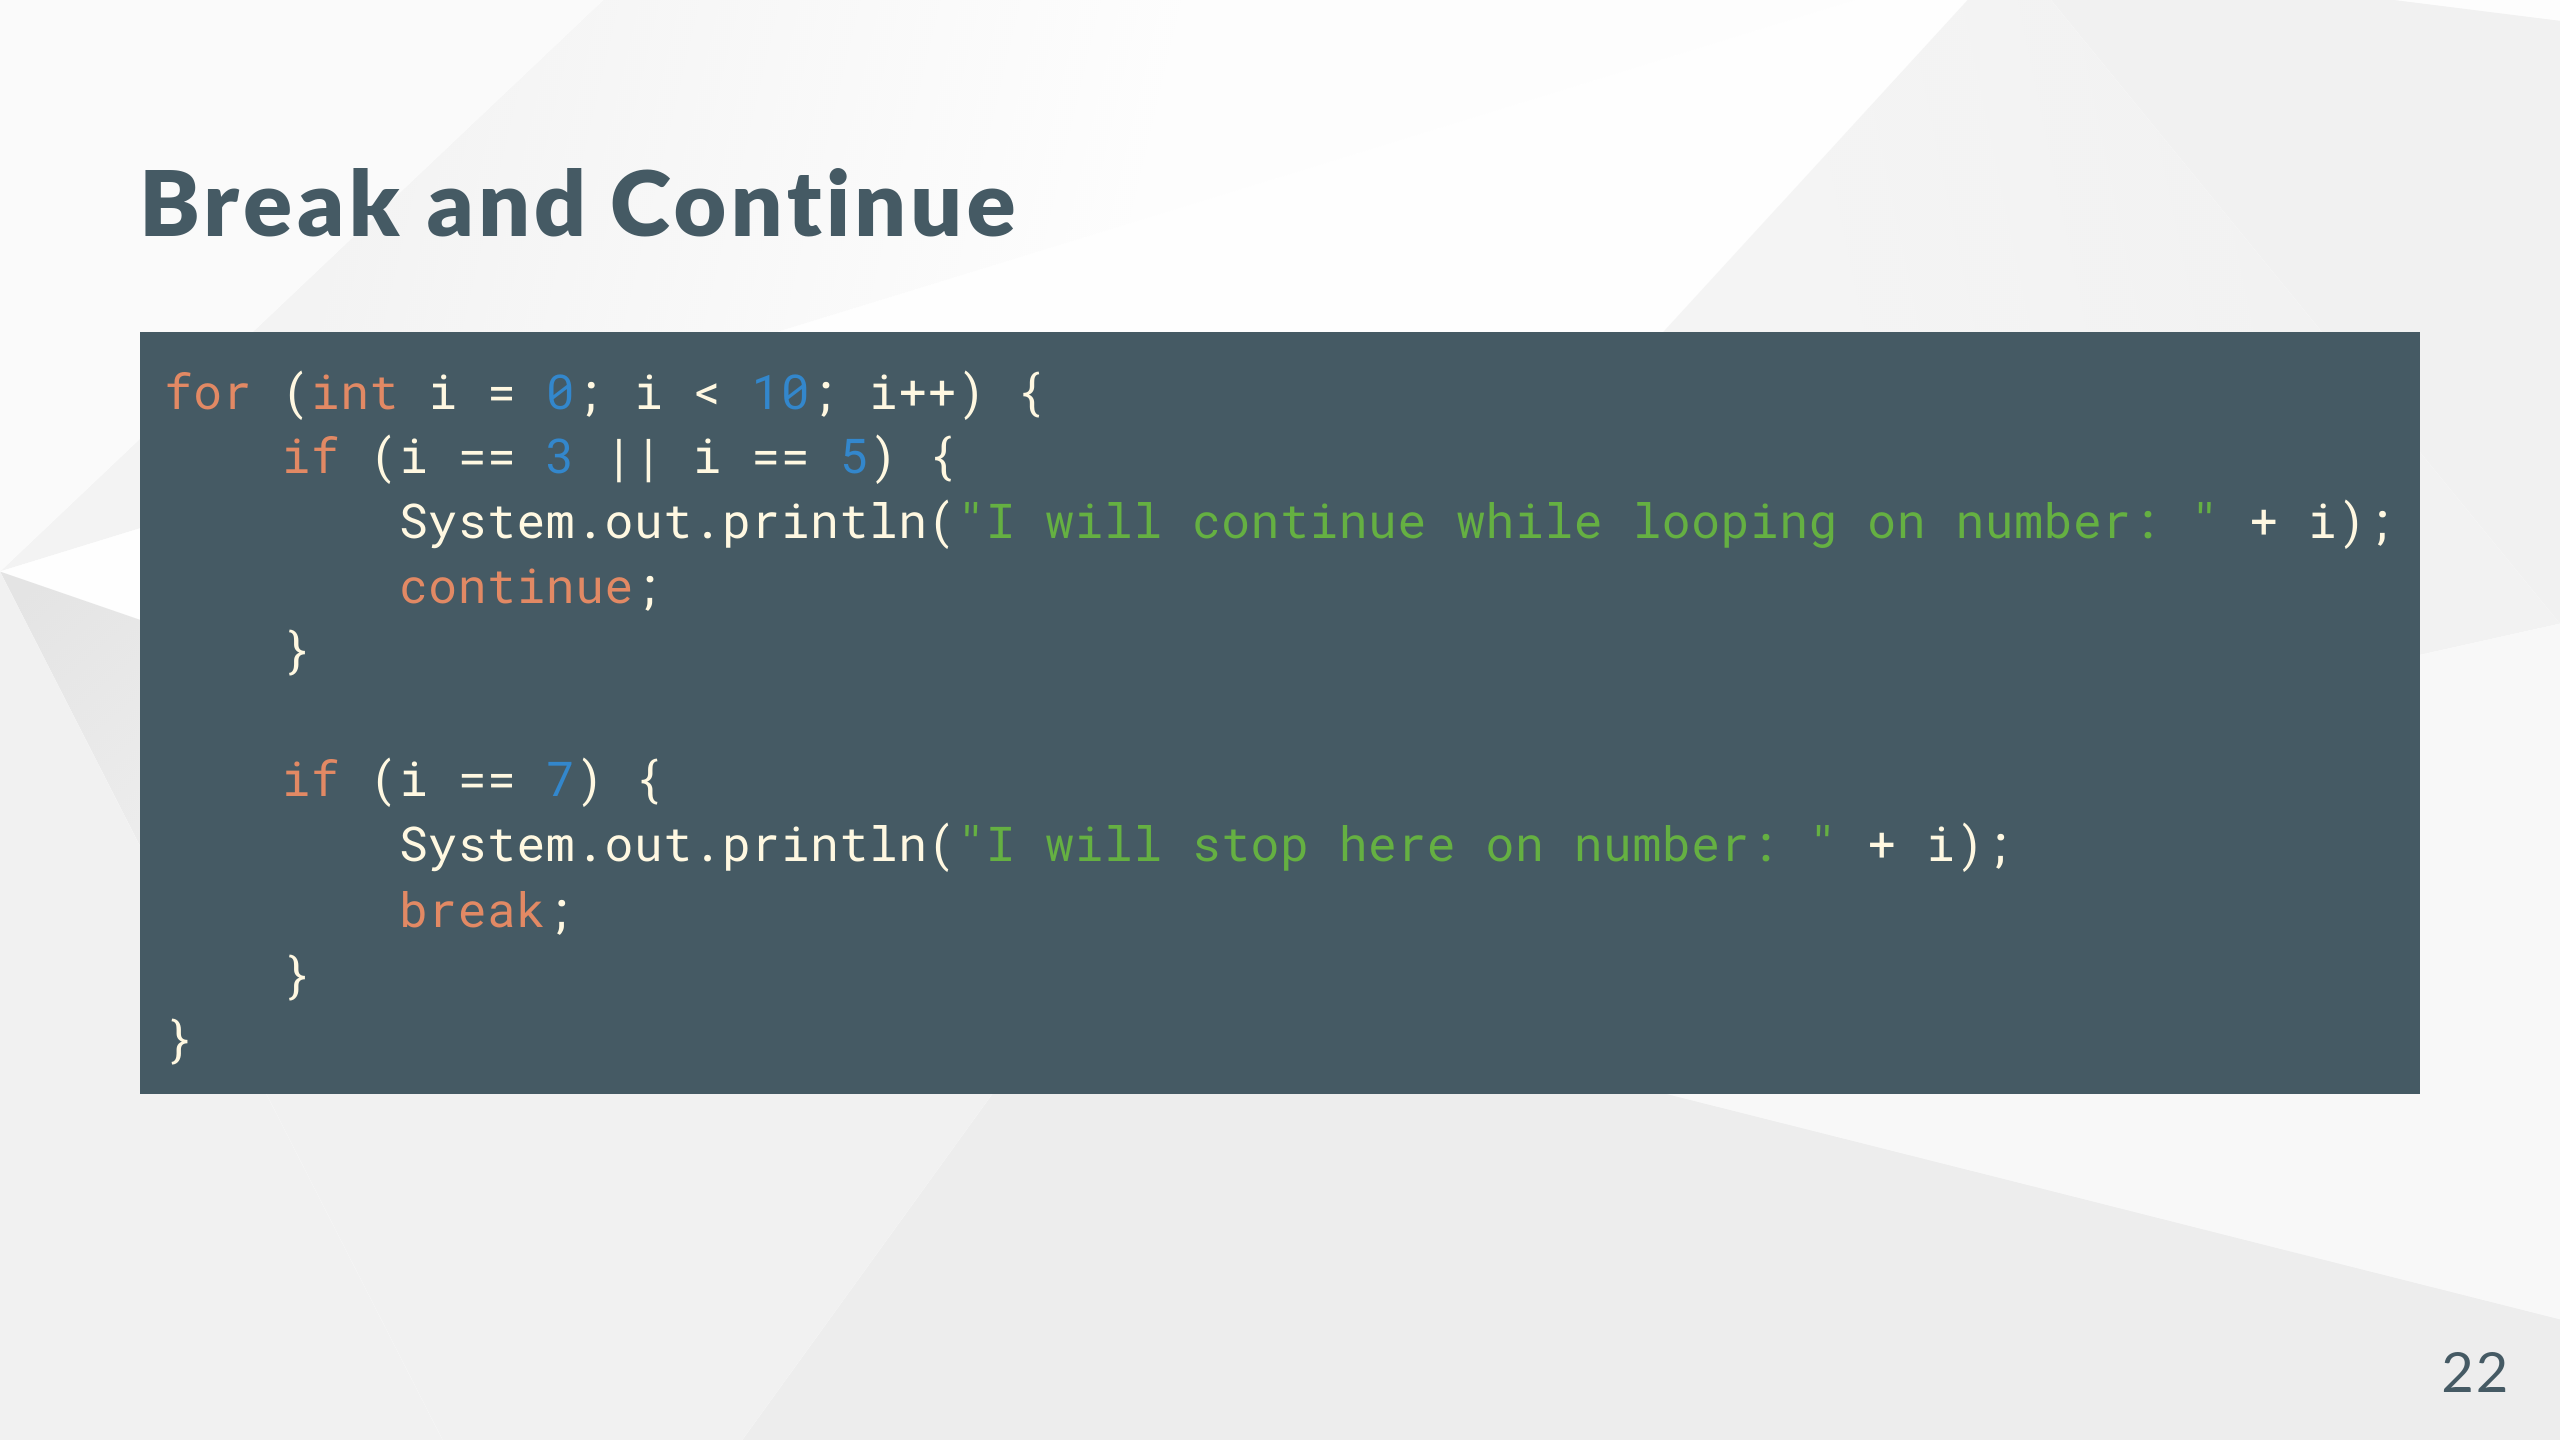 Break and Continue
for (int i = 0; i < 10; i++) {
    if (i == 3 || i == 5) {
        System.out.println("I will continue while looping on number: " + i);
        continue;
    }

    if (i == 7) {
        System.out.println("I will stop here on number: " + i);
        break;
    }
}
22